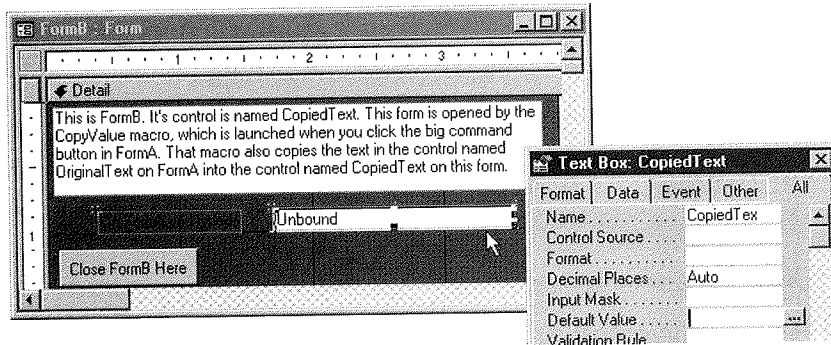 FormB : Form
1 2 3
Detail
This is FormB. It's control is named CopiedText. This form is opened by the
CopyValue macro, which is launched when you click the big command
button in FormA. That macro also copies the text in the control named
OriginalText on FormA into the control named CopiedText on this form.
Unbound
1
Close FormB Here
Text Box: CopiedText
Format Data Event Other All
Name . . . . . . . . . . . CopiedTex
Control Source . . . .
Format . . . . . . . . . .
Decimal Places . . . Auto
Input Mask . . . . . . .
Default Value . . . . . ...
Validation Rule